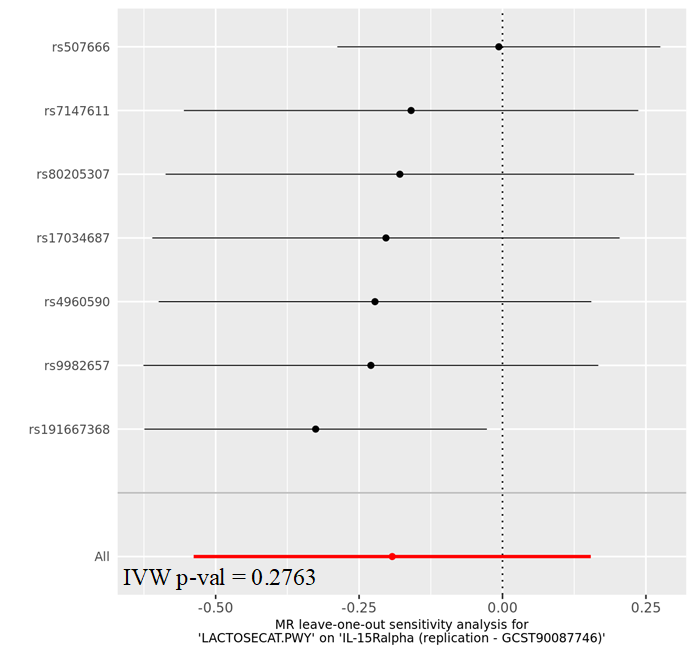 rs507666
rs7147611
rs80205307
rs17034687
rs4960590
rs9982657
rs191667368
All
IVW p-val = 0.2763
-0.50 -0.25 0.00 0.25
MR leave-one-out sensitivity analysis for
'LACTOSECAT.PWY' on 'IL-15Ralpha (replication - GCST90087746)'